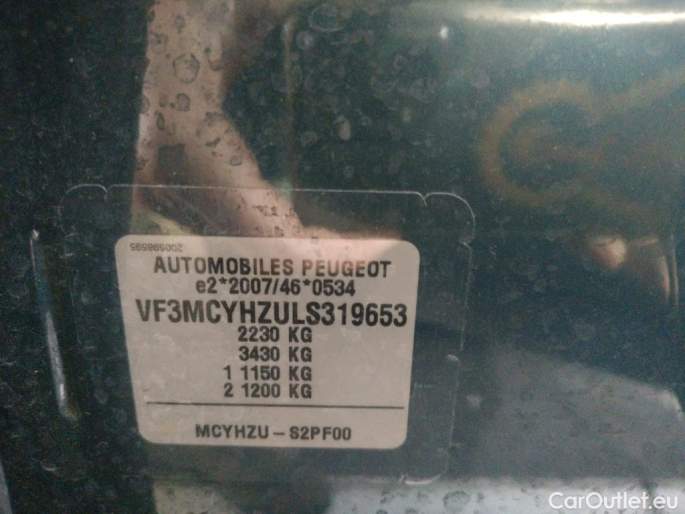 200598595
AUTOMOBILES PEUGEOT
e2*2007/46*0534
VF3MCYHZULS319653
2230 KG
3430 KG
1 1150 KG
2 1200 KG
MCYHZU - S2PF00
CarOutlet.eu